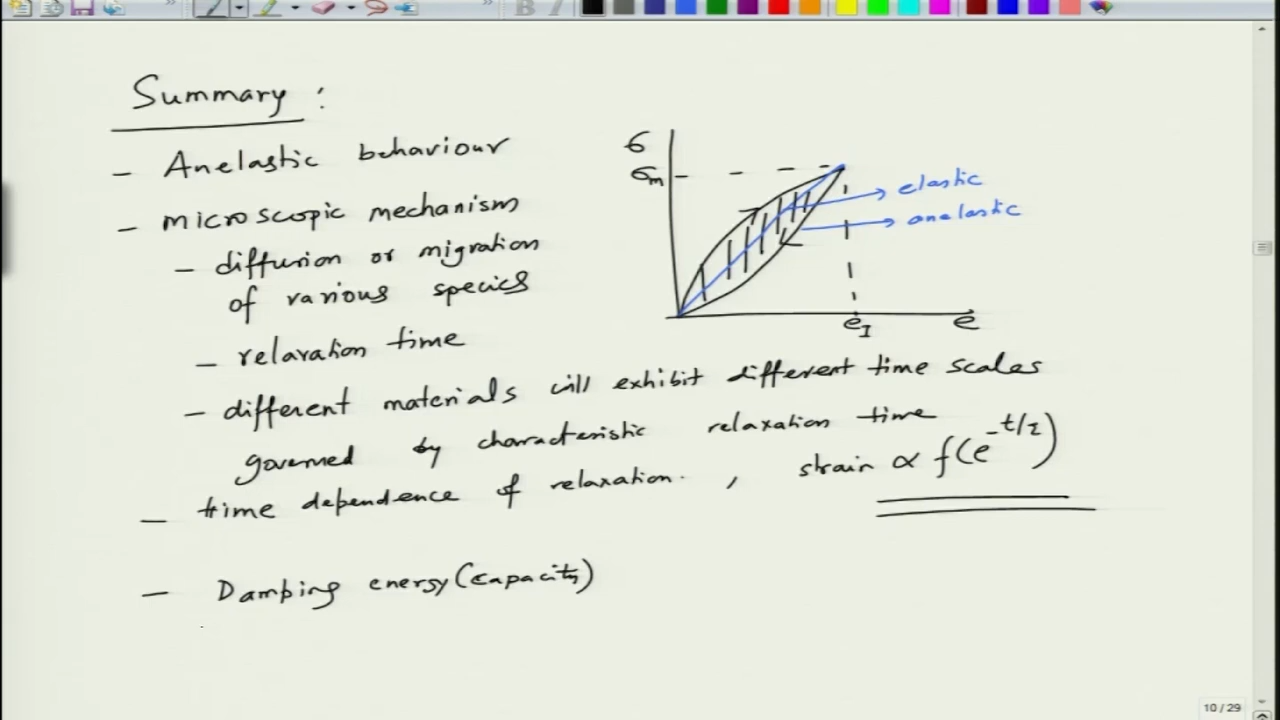 Summary :
- Anelastic behaviour
- microscopic mechanism
- diffusion or migration
of various species
- relaxation time
- different materials will exhibit different time scales
governed by characteristic relaxation time
- time dependence of relaxation. , strain ∝ f(e^-t/τ)
- Damping energy (capacity)
σ
σm
elastic
anelastic
eI
e
B I
10 / 29